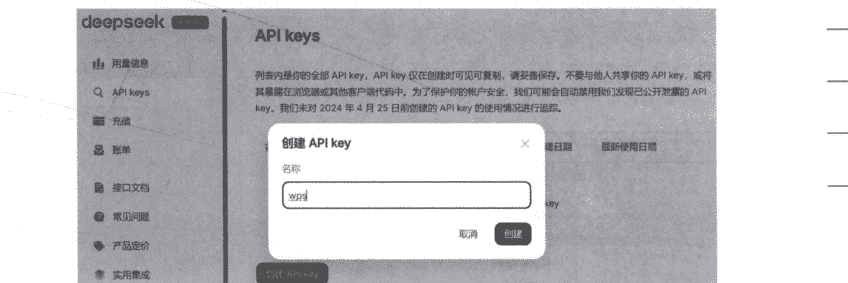 deepseek
用量信息
API keys
充值
账单
接口文档
常见问题
产品定价
实用集成
API keys
列表内是你的全部 API key，API key 仅在创建时可见可复制，请妥善保存。不要与他人共享你的 API key，或将
其暴露在浏览器或其他客户端代码中。为了保护你的帐户安全，我们可能会自动禁用我们发现已公开泄露的 API
key。我们未对 2024 年 4 月 25 日前创建的 API key 的使用情况进行追踪。
建日期
最新使用日期
key
创建 API key
名称
wps
取消
创建
创建 API key